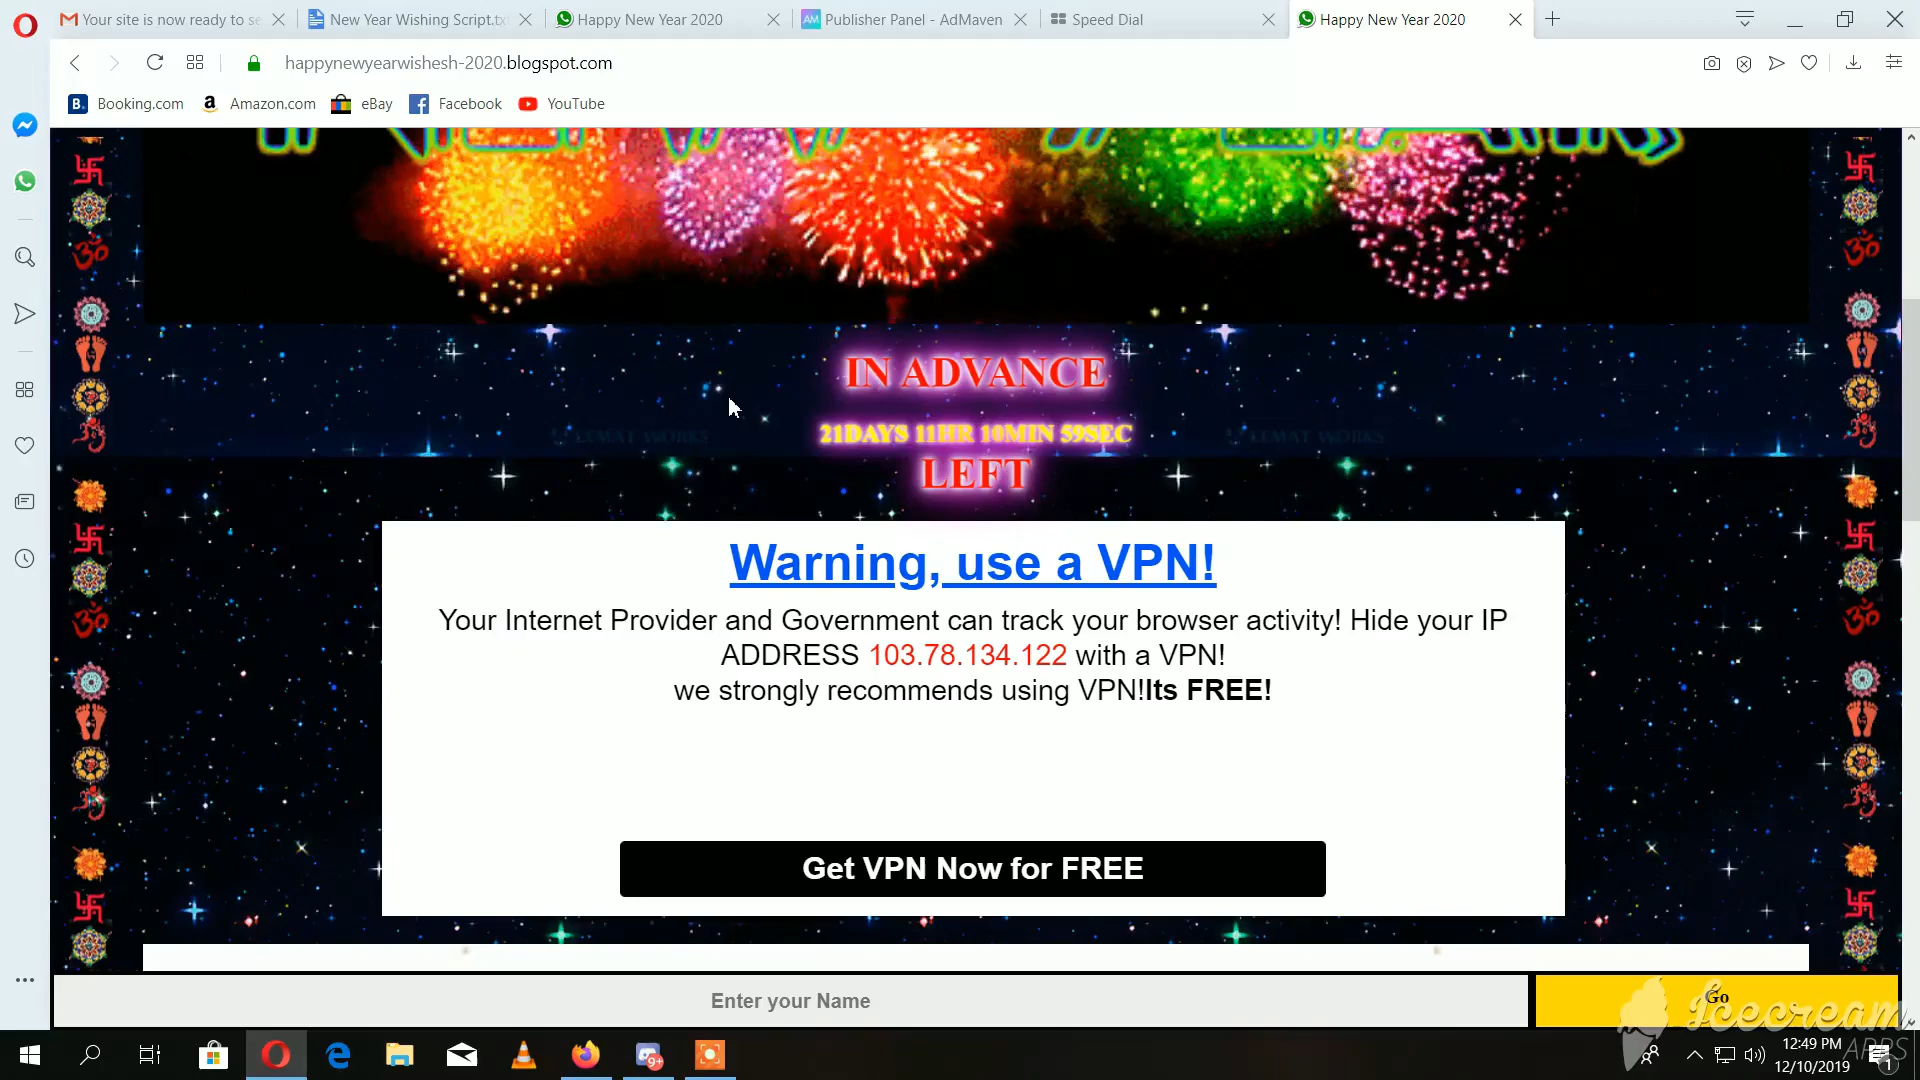 Your site is now ready to se
New Year Wishing Script.tx
Happy New Year 2020
Publisher Panel - AdMaven
Speed Dial
Happy New Year 2020
happynewyearwishesh-2020.blogspot.com
Booking.com
Amazon.com
eBay
Facebook
YouTube
IN ADVANCE
21DAYS 11HR 10MIN 59SEC
LEFT
Warning, use a VPN!
Your Internet Provider and Government can track your browser activity! Hide your IP
ADDRESS 103.78.134.122 with a VPN!
we strongly recommends using VPN!Its FREE!
Get VPN Now for FREE
Enter your Name
Go
Icecream
APPS
12:49 PM
12/10/2019
9+
1